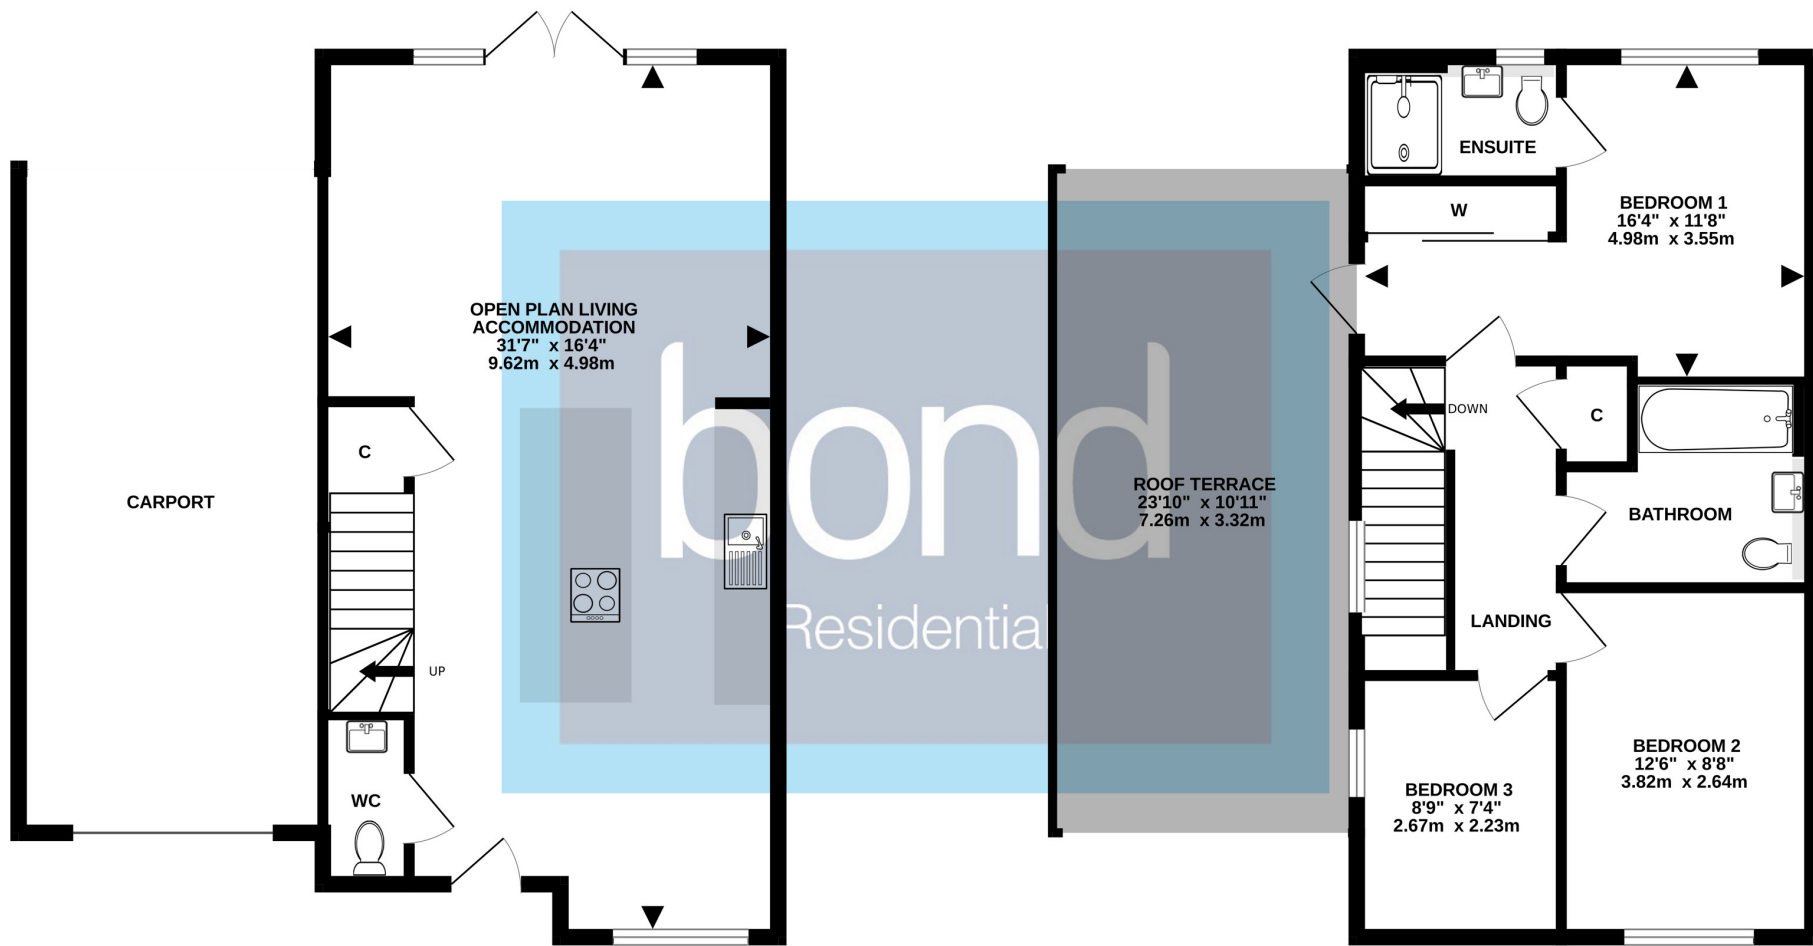 OPEN PLAN LIVING
ACCOMMODATION
31'7" x 16'4"
9.62m x 4.98m
C
CARPORT
UP
WC
bond
Residential
ROOF TERRACE
23'10" x 10'11"
7.26m x 3.32m
ENSUITE
W
BEDROOM 1
16'4" x 11'8"
4.98m x 3.55m
DOWN
C
BATHROOM
LANDING
BEDROOM 2
12'6" x 8'8"
3.82m x 2.64m
BEDROOM 3
8'9" x 7'4"
2.67m x 2.23m